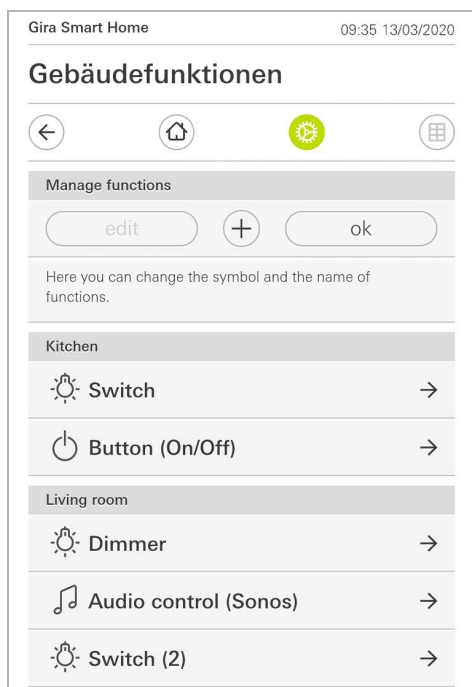 Gira Smart Home 09:35 13/03/2020
Gebäudefunktionen
Manage functions
edit ok
Here you can change the symbol and the name of
functions.
Kitchen
Switch
Button (On/Off)
Living room
Dimmer
Audio control (Sonos)
Switch (2)